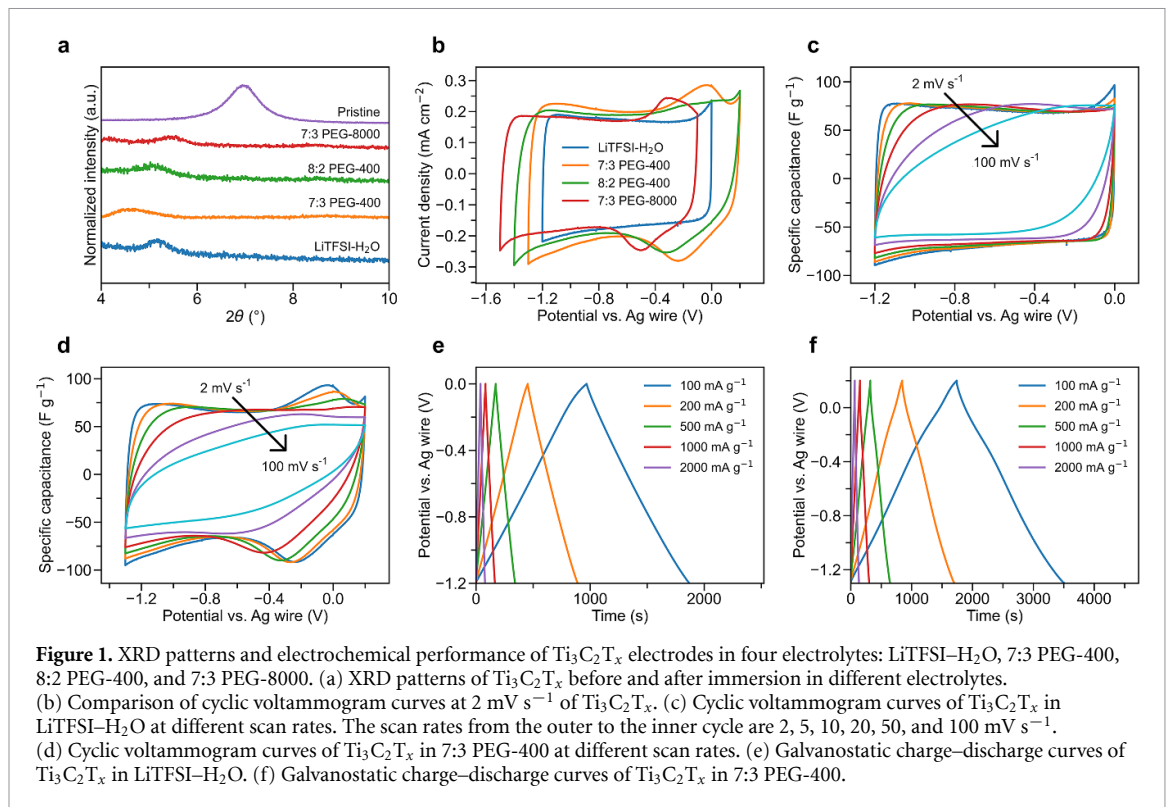 a
Normalized intensity (a.u.)
Pristine
7:3 PEG-8000
8:2 PEG-400
7:3 PEG-400
LiTFSI-H₂O
4 6 8 10
2θ (°)
b
Current density (mA cm⁻²)
0.3
0.2
0.1
0.0
−0.1
−0.2
−0.3
LiTFSI-H₂O
7:3 PEG-400
8:2 PEG-400
7:3 PEG-8000
−1.6 −1.2 −0.8 −0.4 0.0
Potential vs. Ag wire (V)
c
Specific capacitance (F g⁻¹)
100
75
50
25
0
−25
−50
−75
−100
2 mV s⁻¹
100 mV s⁻¹
−1.2 −0.8 −0.4 0.0
Potential vs. Ag wire (V)
d
Specific capacitance (F g⁻¹)
100
75
50
25
0
−25
−50
−75
−100
2 mV s⁻¹
100 mV s⁻¹
−1.2 −0.8 −0.4 0.0
Potential vs. Ag wire (V)
e
Potential vs. Ag wire (V)
0.0
−0.4
−0.8
−1.2
100 mA g⁻¹
200 mA g⁻¹
500 mA g⁻¹
1000 mA g⁻¹
2000 mA g⁻¹
0 1000 2000
Time (s)
f
Potential vs. Ag wire (V)
0.0
−0.4
−0.8
−1.2
100 mA g⁻¹
200 mA g⁻¹
500 mA g⁻¹
1000 mA g⁻¹
2000 mA g⁻¹
0 1000 2000 3000 4000
Time (s)
Figure 1. XRD patterns and electrochemical performance of Ti₃C₂Tₓ electrodes in four electrolytes: LiTFSI–H₂O, 7:3 PEG-400,
8:2 PEG-400, and 7:3 PEG-8000. (a) XRD patterns of Ti₃C₂Tₓ before and after immersion in different electrolytes.
(b) Comparison of cyclic voltammogram curves at 2 mV s⁻¹ of Ti₃C₂Tₓ. (c) Cyclic voltammogram curves of Ti₃C₂Tₓ in
LiTFSI–H₂O at different scan rates. The scan rates from the outer to the inner cycle are 2, 5, 10, 20, 50, and 100 mV s⁻¹.
(d) Cyclic voltammogram curves of Ti₃C₂Tₓ in 7:3 PEG-400 at different scan rates. (e) Galvanostatic charge–discharge curves of
Ti₃C₂Tₓ in LiTFSI–H₂O. (f) Galvanostatic charge–discharge curves of Ti₃C₂Tₓ in 7:3 PEG-400.